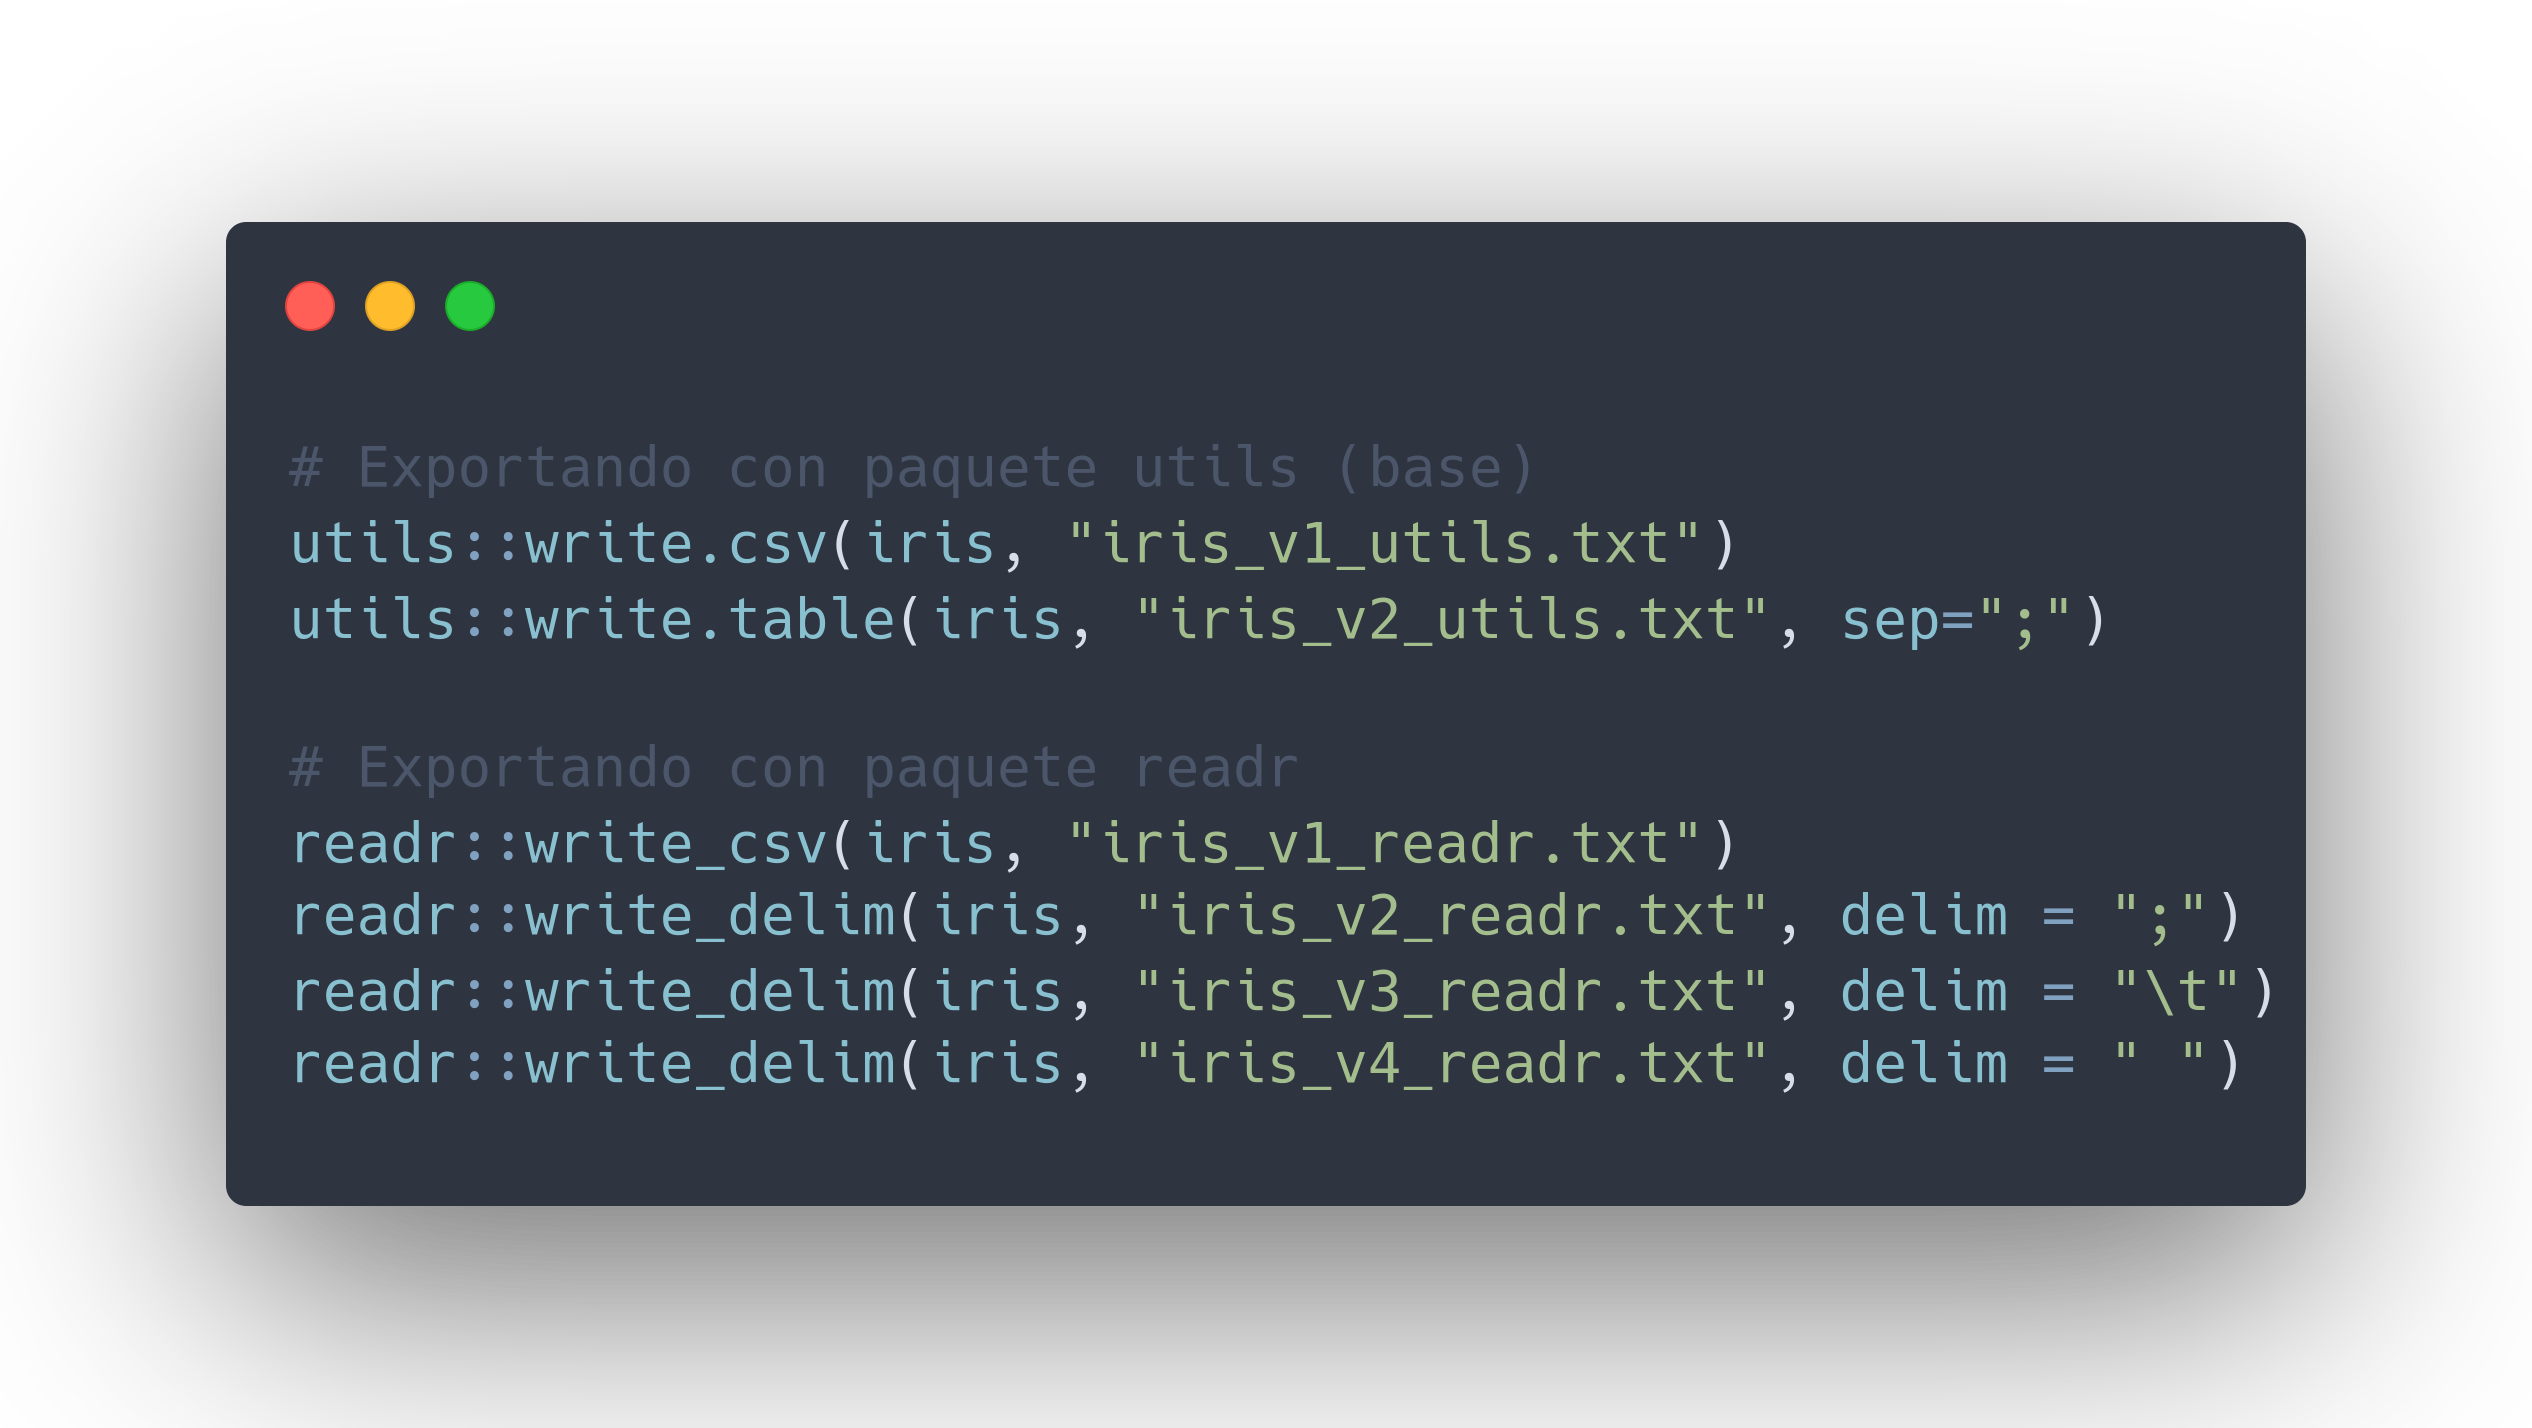 # Exportando con paquete utils (base)
utils::write.csv(iris, "iris_v1_utils.txt")
utils::write.table(iris, "iris_v2_utils.txt", sep=";")
# Exportando con paquete readr
readr::write_csv(iris, "iris_v1_readr.txt")
readr::write_delim(iris, "iris_v2_readr.txt", delim = ";")
readr::write_delim(iris, "iris_v3_readr.txt", delim = "\t")
readr::write_delim(iris, "iris_v4_readr.txt", delim = " ")